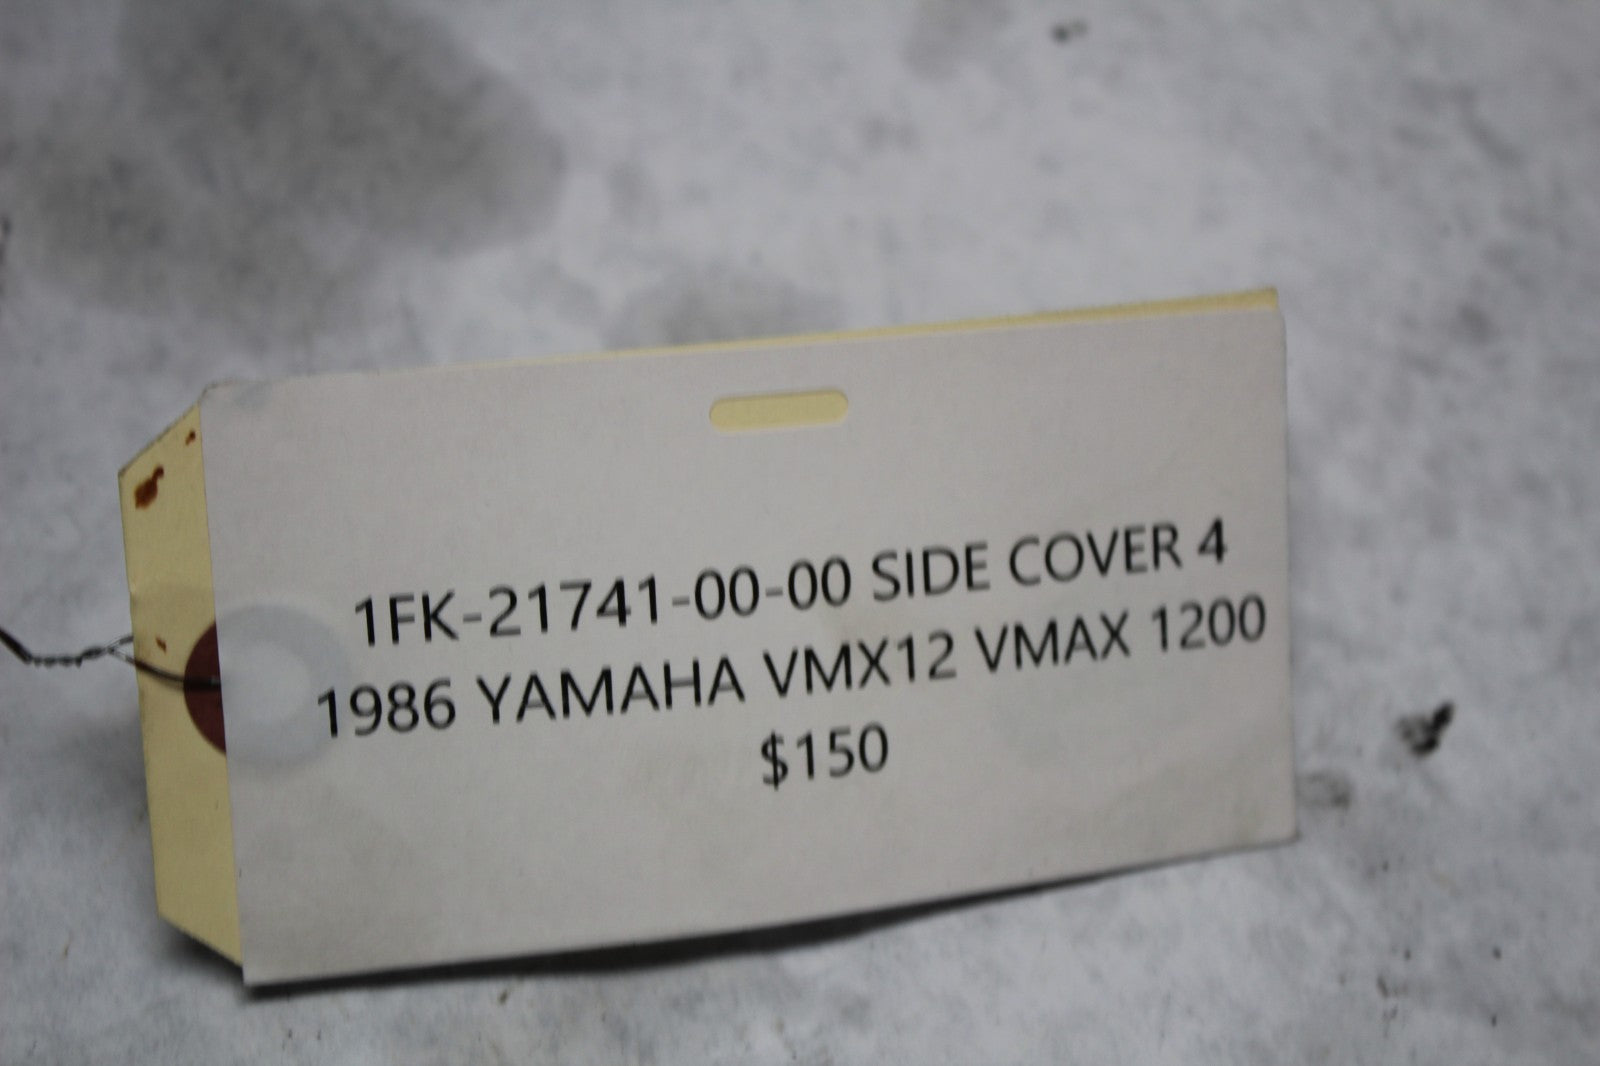 1FK-21741-00-00 SIDE COVER 4
1986 YAMAHA VMX12 VMAX 1200
$150